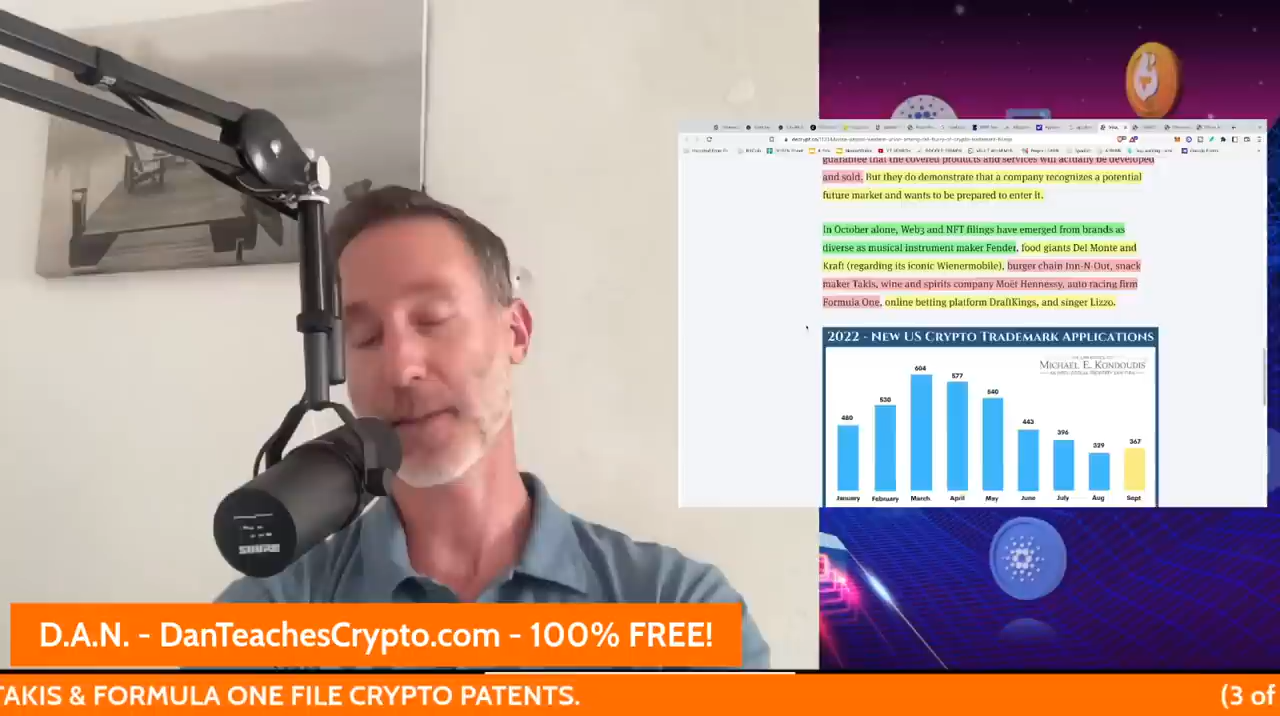 guarantee that the covered products and services will actually be developed
and sold. But they do demonstrate that a company recognizes a potential
future market and wants to be prepared to enter it.
In October alone, Web3 and NFT filings have emerged from brands as
diverse as musical instrument maker Fender, food giants Del Monte and
Kraft (regarding its iconic Wienermobile), burger chain Inn-N-Out, snack
maker Takis, wine and spirits company Moët Hennessy, auto racing firm
Formula One, online betting platform DraftKings, and singer Lizzo.
2022 - New US Crypto Trademark Applications
Michael E. Kondoudis
604
577
530
480
443
396
329
367
January February March April May June July Aug Sept
SHURE
D.A.N. - DanTeachesCrypto.com - 100% FREE!
TAKIS & FORMULA ONE FILE CRYPTO PATENTS.
(3 of